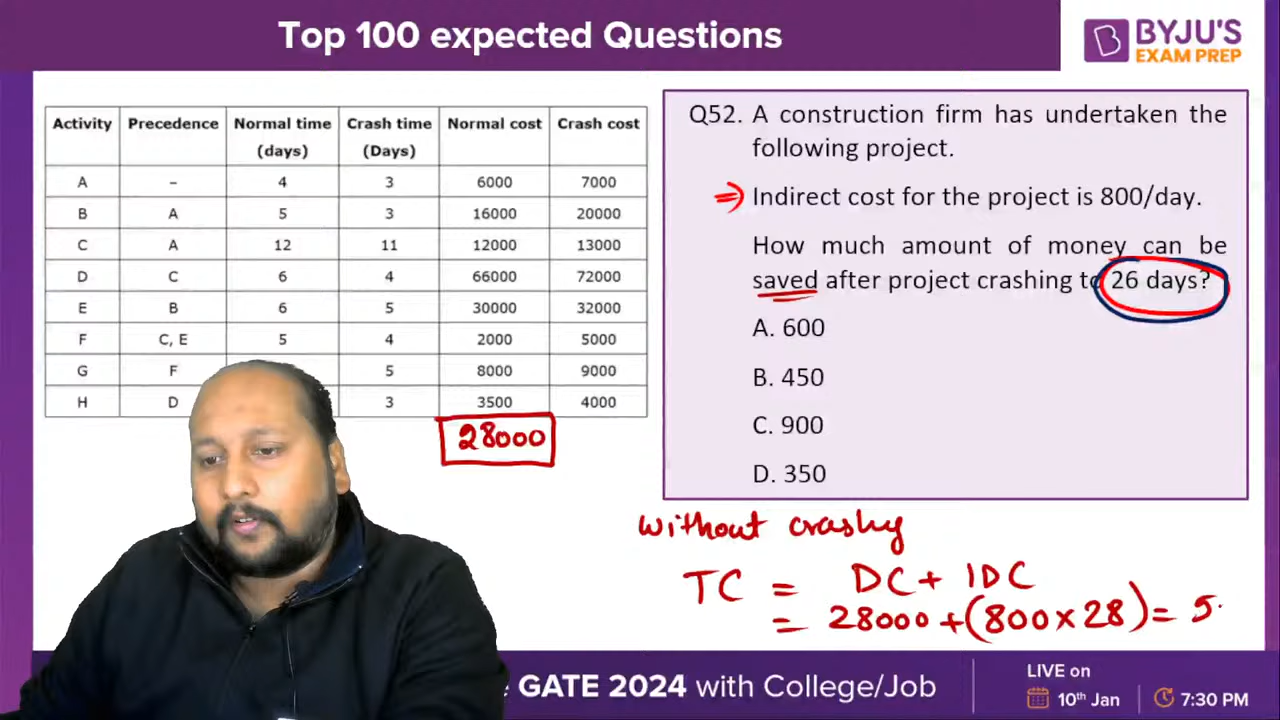 Top 100 expected Questions
BYJU'S
EXAM PREP
Activity Precedence Normal time (days) Crash time (Days) Normal cost Crash cost
A – 4 3 6000 7000
B A 5 3 16000 20000
C A 12 11 12000 13000
D C 6 4 66000 72000
E B 6 5 30000 32000
F C, E 5 4 2000 5000
G F 5 8000 9000
H D 3 3500 4000
28000
Q52. A construction firm has undertaken the
following project.
⇒ Indirect cost for the project is 800/day.
How much amount of money can be
saved after project crashing to 26 days?
A. 600
B. 450
C. 900
D. 350
without crashy
TC = DC + IDC
= 28000 + (800 × 28) = 5
GATE 2024 with College/Job
LIVE on
10th Jan
7:30 PM